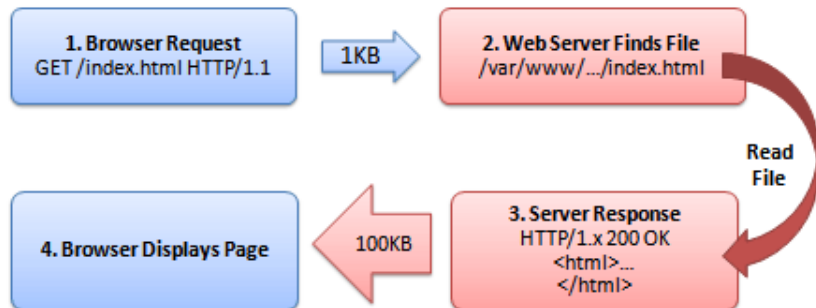 1. Browser Request
GET /index.html HTTP/1.1
1KB
2. Web Server Finds File
/var/www/.../index.html
Read
File
3. Server Response
HTTP/1.x 200 OK
<html>...
</html>
100KB
4. Browser Displays Page